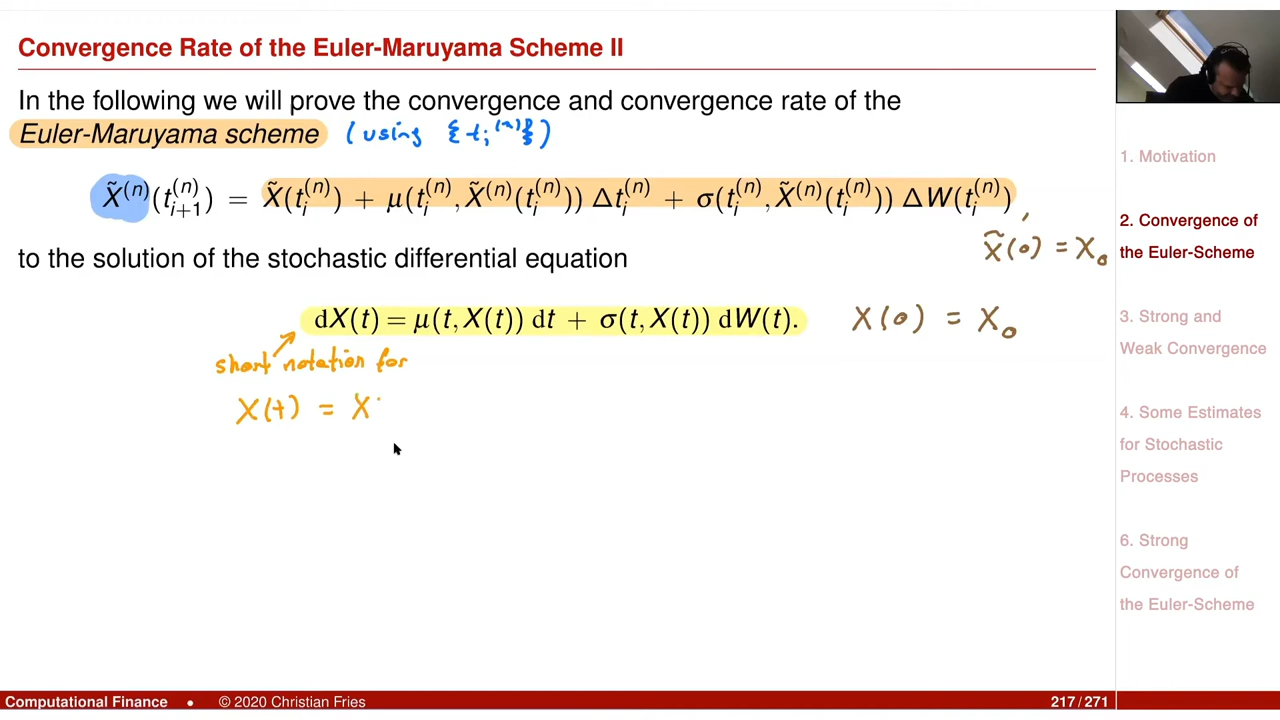 Convergence Rate of the Euler-Maruyama Scheme II
In the following we will prove the convergence and convergence rate of the
Euler-Maruyama scheme (using {t_i^(n)})
X̃^(n)(t_{i+1}^(n)) = X̃(t_i^(n)) + μ(t_i^(n), X̃^(n)(t_i^(n))) Δt_i^(n) + σ(t_i^(n), X̃^(n)(t_i^(n))) ΔW(t_i^(n)) ,
X̃(0) = X_0
to the solution of the stochastic differential equation
dX(t) = μ(t, X(t)) dt + σ(t, X(t)) dW(t). X(0) = X_0
short notation for
X(t) = X
1. Motivation
2. Convergence of
the Euler-Scheme
3. Strong and
Weak Convergence
4. Some Estimates
for Stochastic
Processes
6. Strong
Convergence of
the Euler-Scheme
Computational Finance • © 2020 Christian Fries 217/271